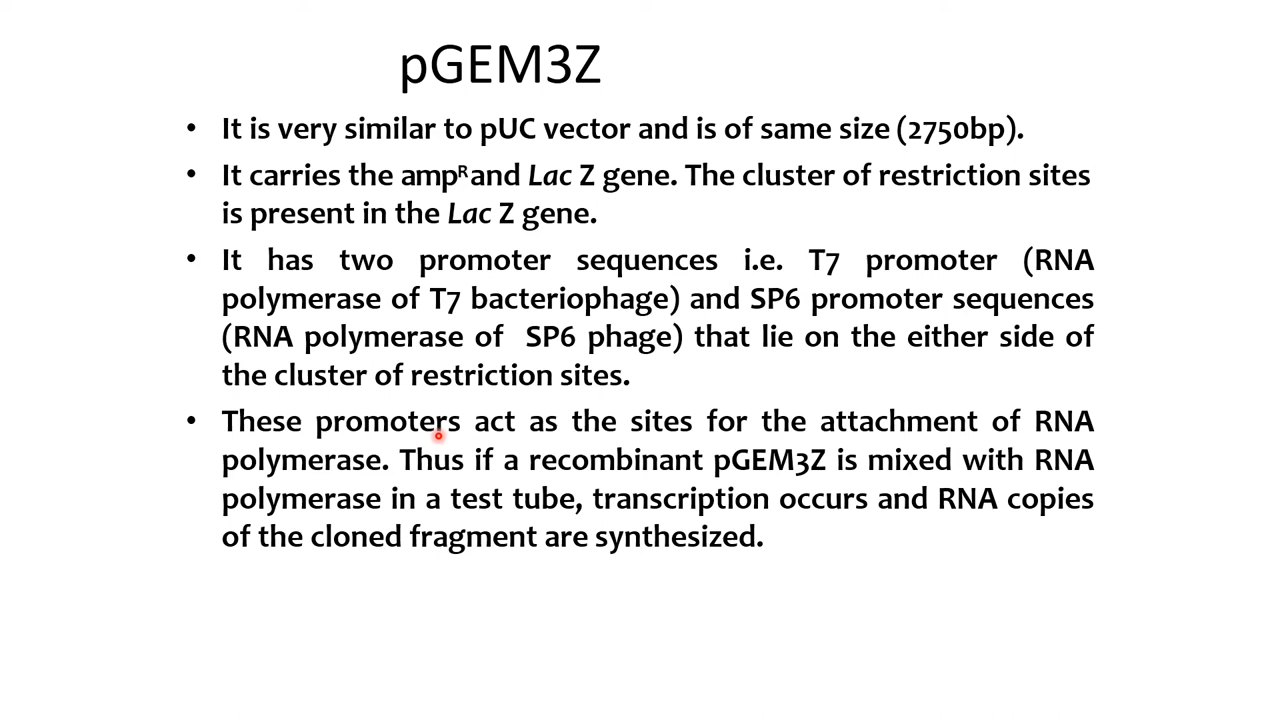 pGEM3Z
• It is very similar to pUC vector and is of same size (2750bp).
• It carries the ampᴿ and Lac Z gene. The cluster of restriction sites
is present in the Lac Z gene.
• It has two promoter sequences i.e. T7 promoter (RNA
polymerase of T7 bacteriophage) and SP6 promoter sequences
(RNA polymerase of SP6 phage) that lie on the either side of
the cluster of restriction sites.
• These promoters act as the sites for the attachment of RNA
polymerase. Thus if a recombinant pGEM3Z is mixed with RNA
polymerase in a test tube, transcription occurs and RNA copies
of the cloned fragment are synthesized.